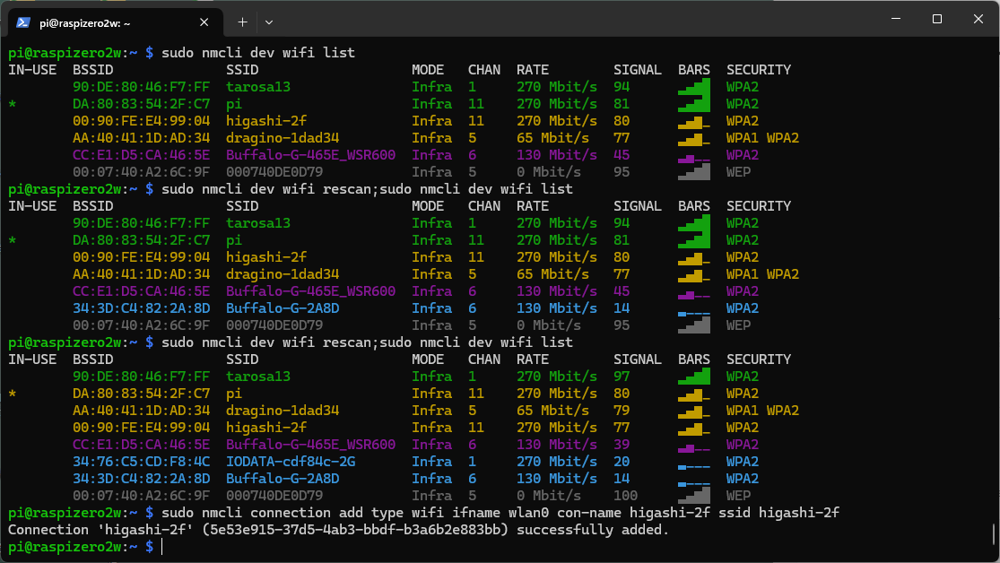 pi@raspizero2w: ~
pi@raspizero2w:~ $ sudo nmcli dev wifi list
IN-USE  BSSID              SSID                   MODE   CHAN  RATE        SIGNAL  BARS  SECURITY
        90:DE:80:46:F7:FF  tarosa13               Infra  1     270 Mbit/s  94      ▂▄▆█  WPA2
*       DA:80:83:54:2F:C7  pi                     Infra  11    270 Mbit/s  81      ▂▄▆█  WPA2
        00:90:FE:E4:99:04  higashi-2f             Infra  11    270 Mbit/s  80      ▂▄▆_  WPA2
        AA:40:41:1D:AD:34  dragino-1dad34         Infra  5     65 Mbit/s   77      ▂▄▆_  WPA1 WPA2
        CC:E1:D5:CA:46:5E  Buffalo-G-465E_WSR600  Infra  6     130 Mbit/s  45      ▂▄__  WPA2
        00:07:40:A2:6C:9F  000740DE0D79           Infra  5     0 Mbit/s    95      ▂▄▆█  WEP
pi@raspizero2w:~ $ sudo nmcli dev wifi rescan;sudo nmcli dev wifi list
IN-USE  BSSID              SSID                   MODE   CHAN  RATE        SIGNAL  BARS  SECURITY
        90:DE:80:46:F7:FF  tarosa13               Infra  1     270 Mbit/s  94      ▂▄▆█  WPA2
*       DA:80:83:54:2F:C7  pi                     Infra  11    270 Mbit/s  81      ▂▄▆█  WPA2
        00:90:FE:E4:99:04  higashi-2f             Infra  11    270 Mbit/s  80      ▂▄▆_  WPA2
        AA:40:41:1D:AD:34  dragino-1dad34         Infra  5     65 Mbit/s   77      ▂▄▆_  WPA1 WPA2
        CC:E1:D5:CA:46:5E  Buffalo-G-465E_WSR600  Infra  6     130 Mbit/s  45      ▂▄__  WPA2
        34:3D:C4:82:2A:8D  Buffalo-G-2A8D         Infra  6     130 Mbit/s  14      ▂___  WPA2
        00:07:40:A2:6C:9F  000740DE0D79           Infra  5     0 Mbit/s    95      ▂▄▆█  WEP
pi@raspizero2w:~ $ sudo nmcli dev wifi rescan;sudo nmcli dev wifi list
IN-USE  BSSID              SSID                   MODE   CHAN  RATE        SIGNAL  BARS  SECURITY
        90:DE:80:46:F7:FF  tarosa13               Infra  1     270 Mbit/s  97      ▂▄▆█  WPA2
*       DA:80:83:54:2F:C7  pi                     Infra  11    270 Mbit/s  80      ▂▄▆_  WPA2
        AA:40:41:1D:AD:34  dragino-1dad34         Infra  5     65 Mbit/s   79      ▂▄▆_  WPA1 WPA2
        00:90:FE:E4:99:04  higashi-2f             Infra  11    270 Mbit/s  77      ▂▄▆_  WPA2
        CC:E1:D5:CA:46:5E  Buffalo-G-465E_WSR600  Infra  6     130 Mbit/s  39      ▂▄__  WPA2
        34:76:C5:CD:F8:4C  IODATA-cdf84c-2G       Infra  1     270 Mbit/s  20      ▂___  WPA2
        34:3D:C4:82:2A:8D  Buffalo-G-2A8D         Infra  6     130 Mbit/s  14      ▂___  WPA2
        00:07:40:A2:6C:9F  000740DE0D79           Infra  5     0 Mbit/s    100     ▂▄▆█  WEP
pi@raspizero2w:~ $ sudo nmcli connection add type wifi ifname wlan0 con-name higashi-2f ssid higashi-2f
Connection 'higashi-2f' (5e53e915-37d5-4ab3-bbdf-b3a6b2e883bb) successfully added.
pi@raspizero2w:~ $